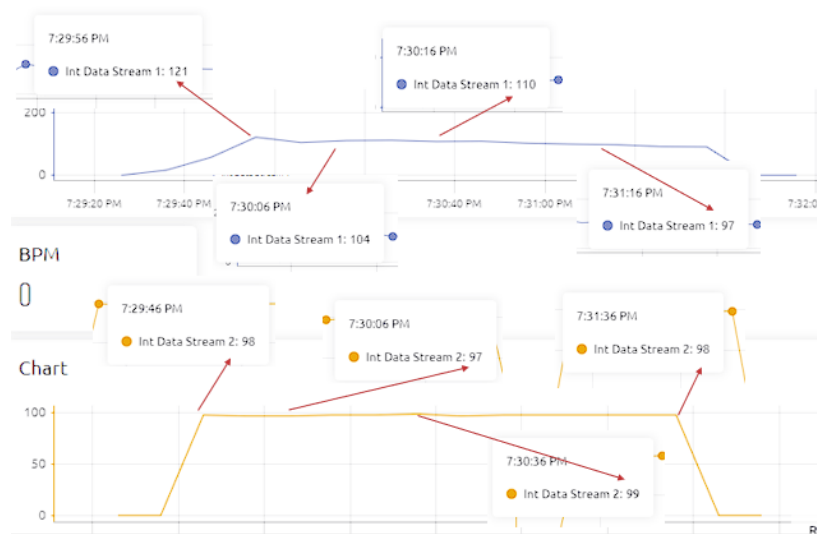 7:29:56 PM
Int Data Stream 1: 121
7:30:16 PM
Int Data Stream 1: 110
200
0
7:29:20 PM
7:29:40 PM
7:30:40 PM
7:31:00 PM
7:32:0
7:30:06 PM
Int Data Stream 1: 104
7:31:16 PM
Int Data Stream 1: 97
BPM
0
7:29:46 PM
Int Data Stream 2: 98
7:30:06 PM
Int Data Stream 2: 97
7:31:36 PM
Int Data Stream 2: 98
Chart
100
50
0
7:30:36 PM
Int Data Stream 2: 99
R